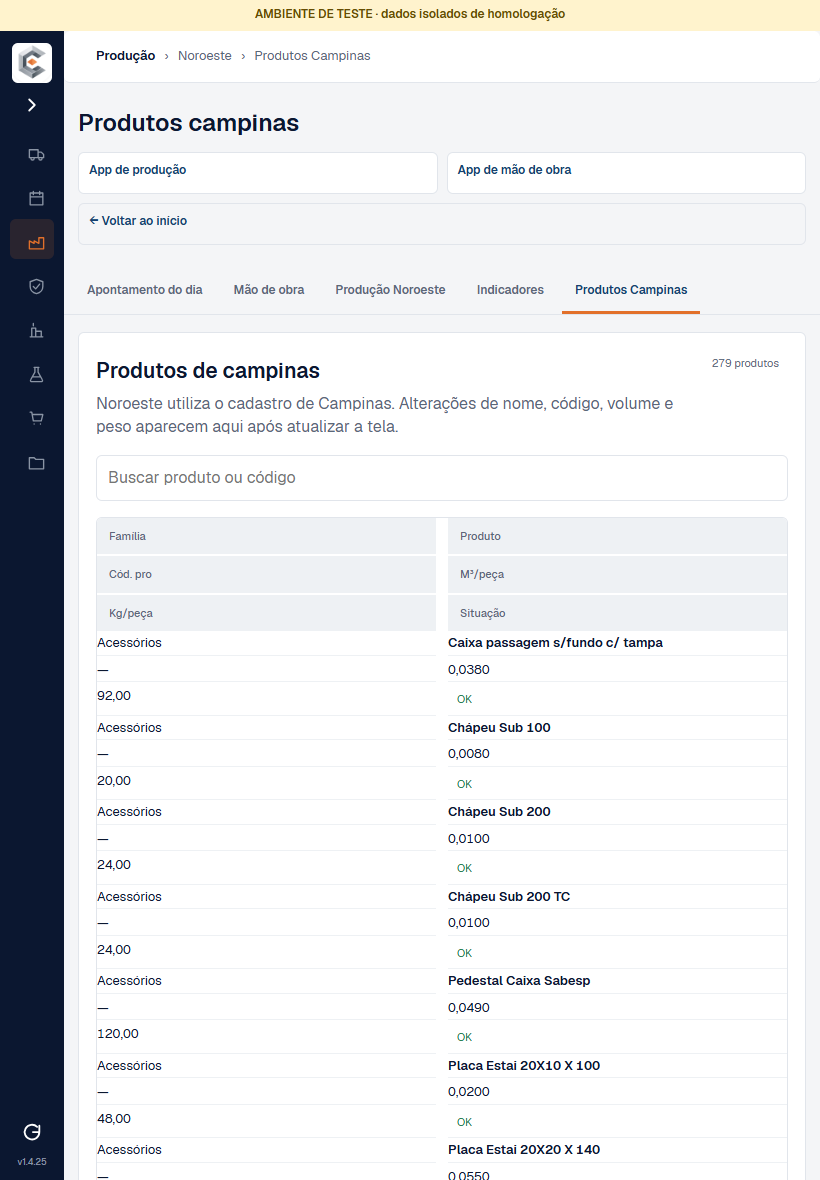 AMBIENTE DE TESTE · dados isolados de homologação
Produção › Noroeste › Produtos Campinas
Produtos campinas
App de produção
App de mão de obra
← Voltar ao início
Apontamento do dia Mão de obra Produção Noroeste Indicadores Produtos Campinas
Produtos de campinas
279 produtos
Noroeste utiliza o cadastro de Campinas. Alterações de nome, código, volume e
peso aparecem aqui após atualizar a tela.
Buscar produto ou código
Família Produto
Cód. pro M³/peça
Kg/peça Situação
Acessórios Caixa passagem s/fundo c/ tampa
— 0,0380
92,00 OK
Acessórios Chápeu Sub 100
— 0,0080
20,00 OK
Acessórios Chápeu Sub 200
— 0,0100
24,00 OK
Acessórios Chápeu Sub 200 TC
— 0,0100
24,00 OK
Acessórios Pedestal Caixa Sabesp
— 0,0490
120,00 OK
Acessórios Placa Estai 20X10 X 100
— 0,0200
48,00 OK
Acessórios Placa Estai 20X20 X 140
— 0,0550
v1.4.25